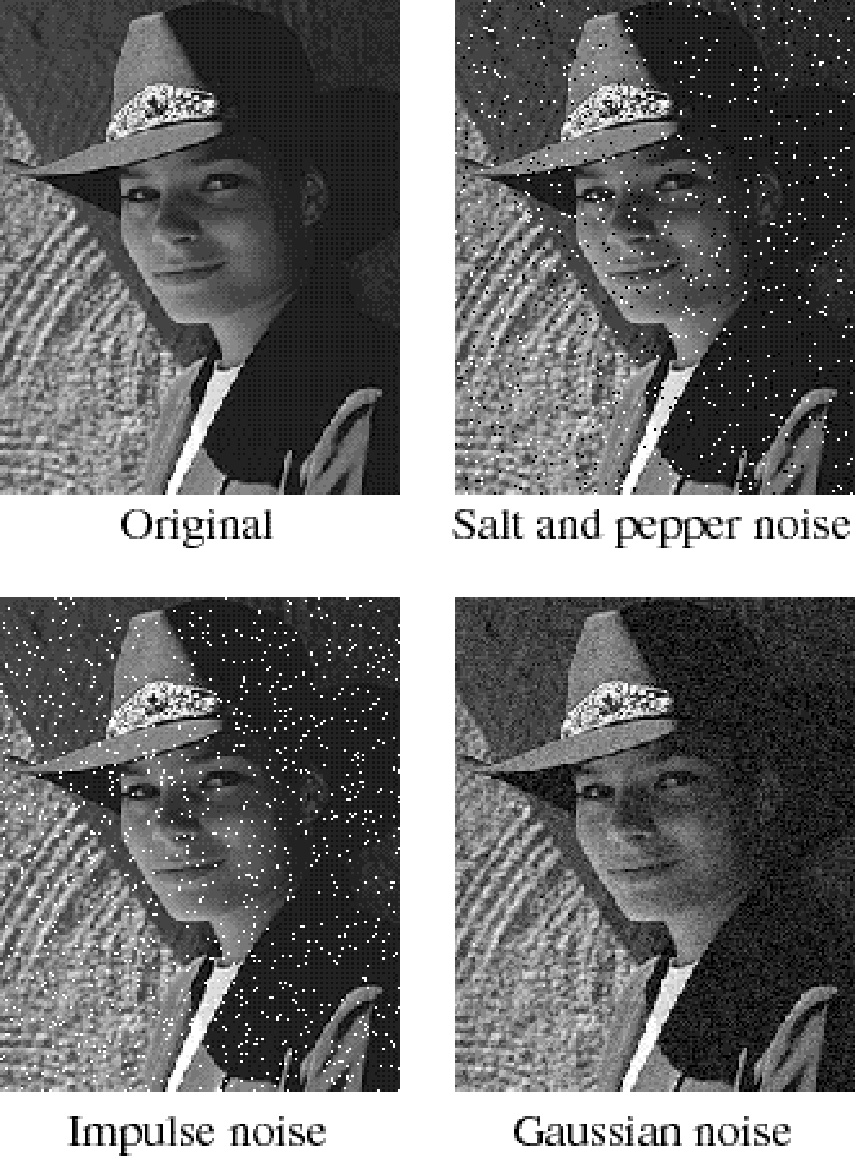 Original
Salt and pepper noise
Impulse noise
Gaussian noise